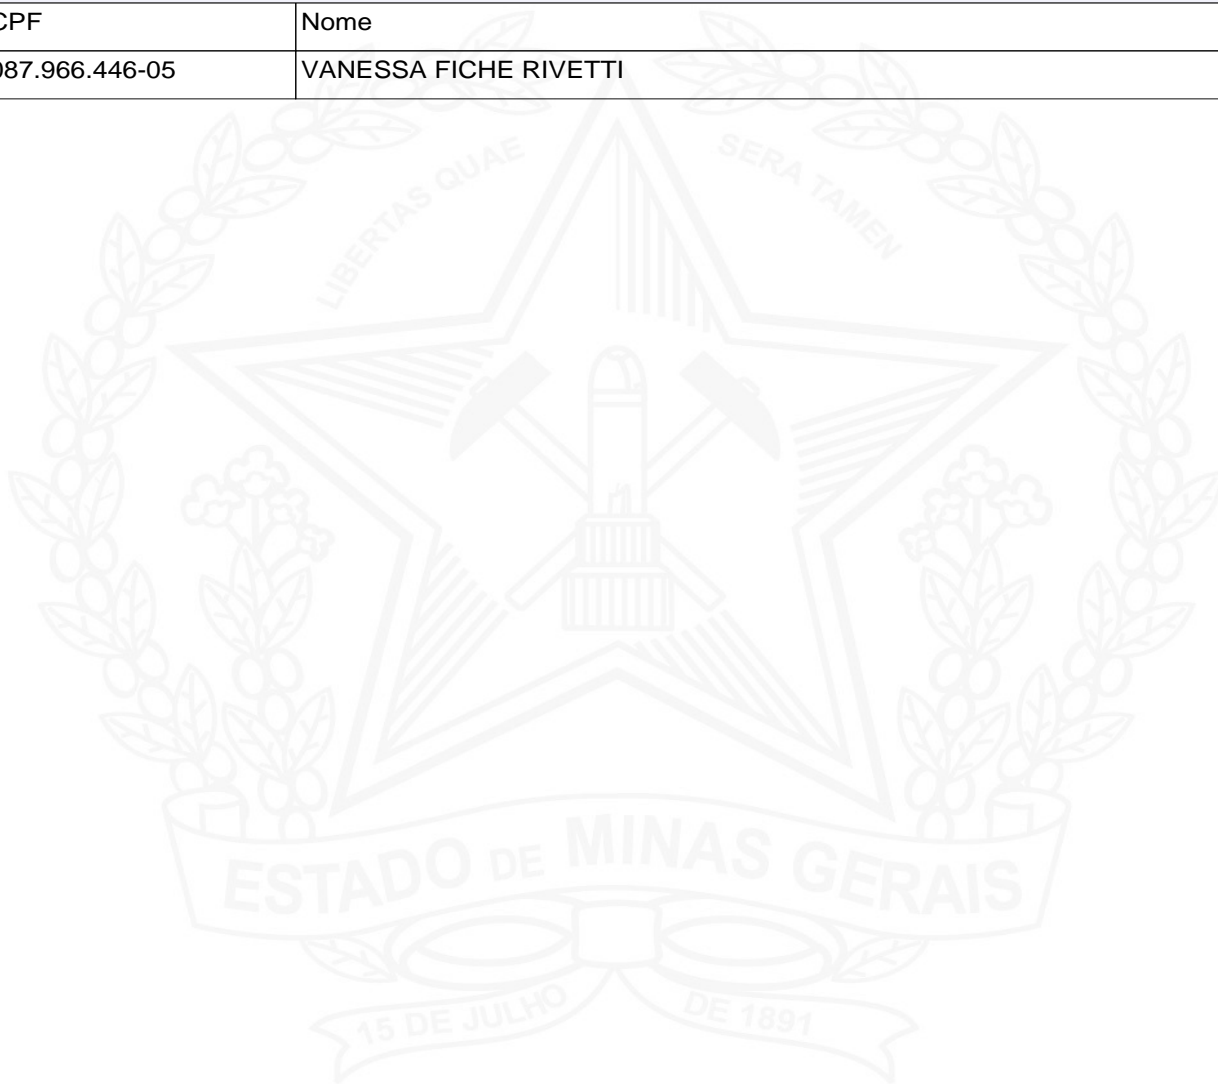 CPF Nome
087.966.446-05 VANESSA FICHE RIVETTI
LIBERTAS QUAE SERA TAMEN
ESTADO DE MINAS GERAIS
15 DE JULHO DE 1891